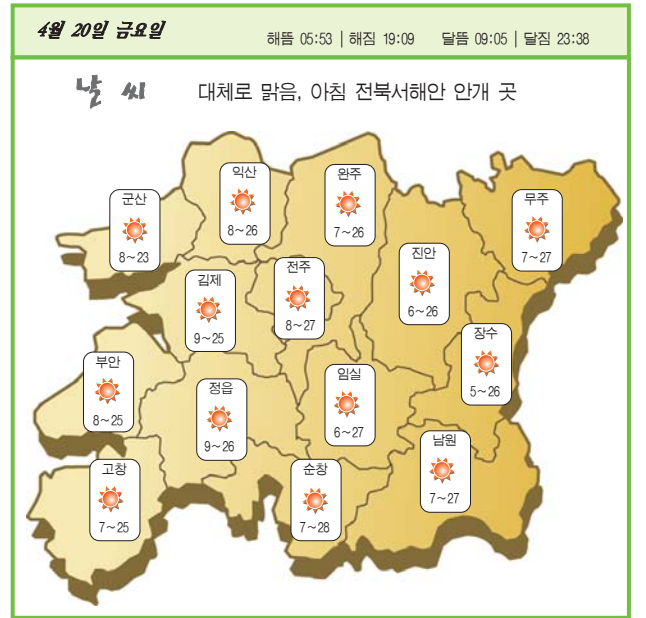 4월 20일 금요일
해뜸 05:53 | 해짐 19:09 달뜸 09:05 | 달짐 23:38
날 씨
대체로 맑음, 아침 전북서해안 안개 곳
군산
8~23
익산
8~26
완주
7~26
무주
7~27
김제
9~25
전주
8~27
진안
6~26
장수
5~26
부안
8~25
정읍
9~26
임실
6~27
남원
7~27
고창
7~25
순창
7~28